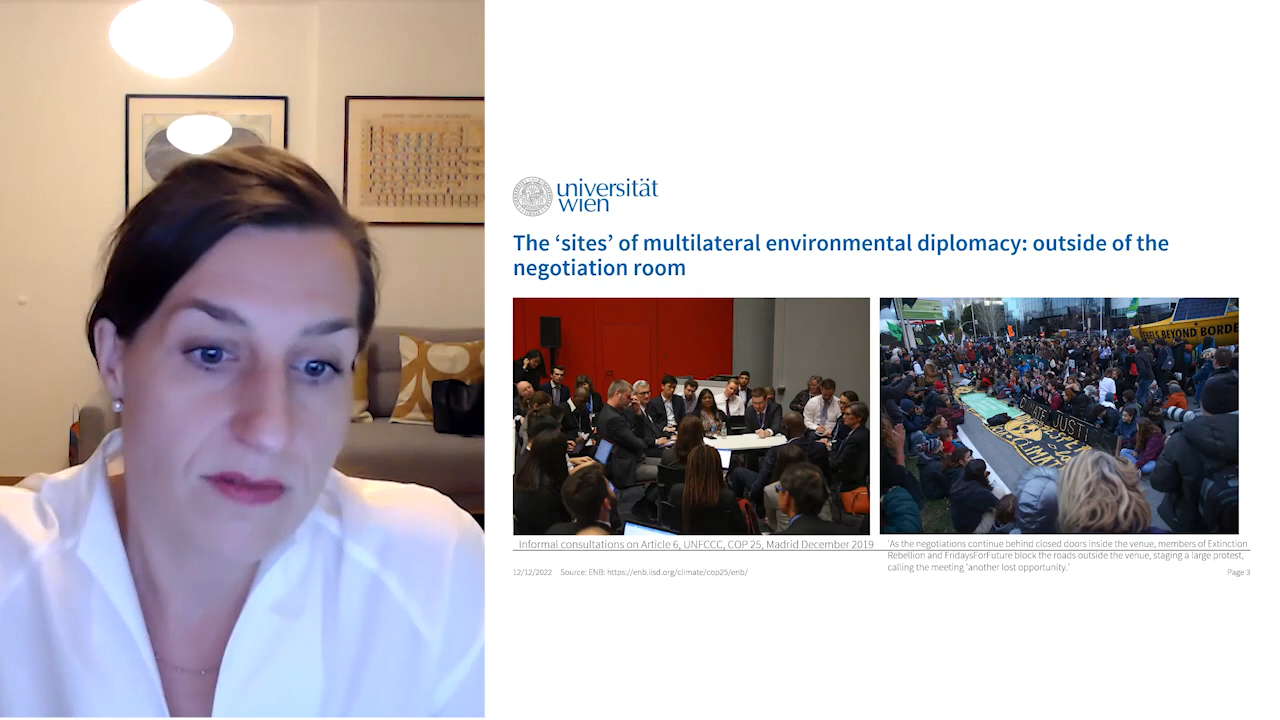 universität
wien
The ‘sites’ of multilateral environmental diplomacy: outside of the
negotiation room
Informal consultations on Article 6, UNFCCC, COP 25, Madrid December 2019
'As the negotiations continue behind closed doors inside the venue, members of Extinction
Rebellion and FridaysForFuture block the roads outside the venue, staging a large protest,
calling the meeting 'another lost opportunity.'
12/12/2022 Source: ENB: https://enb.iisd.org/climate/cop25/enb/
Page 3
BEYOND
CLIMAT